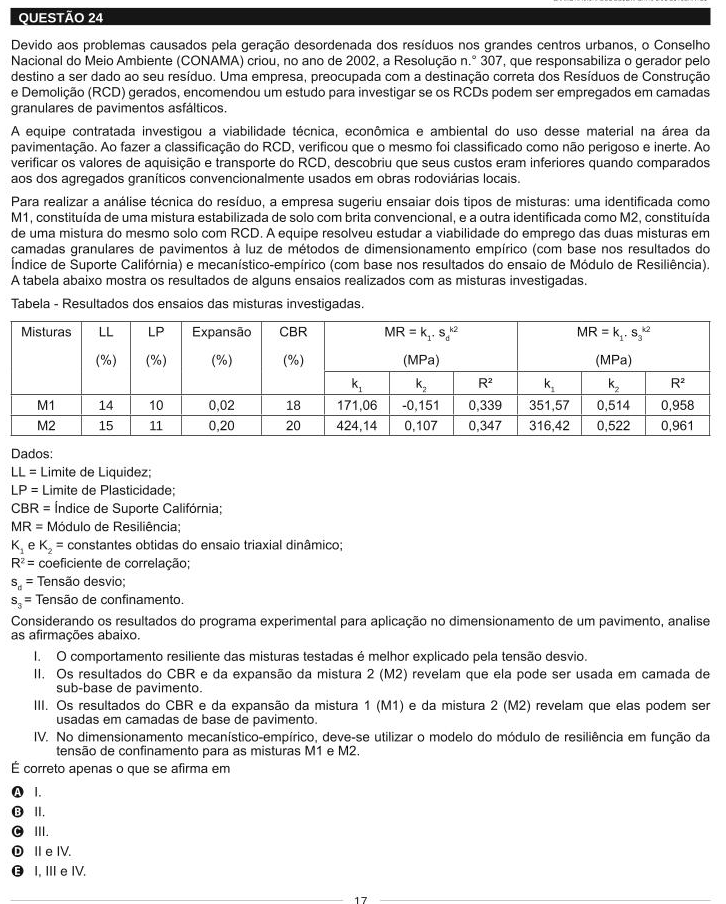 QUESTÃO 24
Devido aos problemas causados pela geração desordenada dos resíduos nos grandes centros urbanos, o Conselho
Nacional do Meio Ambiente (CONAMA) criou, no ano de 2002, a Resolução n.° 307, que responsabiliza o gerador pelo
destino a ser dado ao seu resíduo. Uma empresa, preocupada com a destinação correta dos Resíduos de Construção
e Demolição (RCD) gerados, encomendou um estudo para investigar se os RCDs podem ser empregados em camadas
granulares de pavimentos asfálticos.
A equipe contratada investigou a viabilidade técnica, econômica e ambiental do uso desse material na área da
pavimentação. Ao fazer a classificação do RCD, verificou que o mesmo foi classificado como não perigoso e inerte. Ao
verificar os valores de aquisição e transporte do RCD, descobriu que seus custos eram inferiores quando comparados
aos dos agregados graníticos convencionalmente usados em obras rodoviárias locais.
Para realizar a análise técnica do resíduo, a empresa sugeriu ensaiar dois tipos de misturas: uma identificada como
M1, constituída de uma mistura estabilizada de solo com brita convencional, e a outra identificada como M2, constituída
de uma mistura do mesmo solo com RCD. A equipe resolveu estudar a viabilidade do emprego das duas misturas em
camadas granulares de pavimentos à luz de métodos de dimensionamento empírico (com base nos resultados do
Índice de Suporte Califórnia) e mecanístico-empírico (com base nos resultados do ensaio de Módulo de Resiliência).
A tabela abaixo mostra os resultados de alguns ensaios realizados com as misturas investigadas.
Tabela - Resultados dos ensaios das misturas investigadas.
Misturas LL LP Expansão CBR MR = k1. sd^k2 MR = k1. s3^k2
(%) (%) (%) (%) (MPa) (MPa)
k1 k2 R² k1 k2 R²
M1 14 10 0,02 18 171,06 -0,151 0,339 351,57 0,514 0,958
M2 15 11 0,20 20 424,14 0,107 0,347 316,42 0,522 0,961
Dados:
LL = Limite de Liquidez;
LP = Limite de Plasticidade;
CBR = Índice de Suporte Califórnia;
MR = Módulo de Resiliência;
K1 e K2 = constantes obtidas do ensaio triaxial dinâmico;
R² = coeficiente de correlação;
sd = Tensão desvio;
s3 = Tensão de confinamento.
Considerando os resultados do programa experimental para aplicação no dimensionamento de um pavimento, analise
as afirmações abaixo.
I. O comportamento resiliente das misturas testadas é melhor explicado pela tensão desvio.
II. Os resultados do CBR e da expansão da mistura 2 (M2) revelam que ela pode ser usada em camada de
sub-base de pavimento.
III. Os resultados do CBR e da expansão da mistura 1 (M1) e da mistura 2 (M2) revelam que elas podem ser
usadas em camadas de base de pavimento.
IV. No dimensionamento mecanístico-empírico, deve-se utilizar o modelo do módulo de resiliência em função da
tensão de confinamento para as misturas M1 e M2.
É correto apenas o que se afirma em
A I.
B II.
C III.
D II e IV.
E I, III e IV.
17